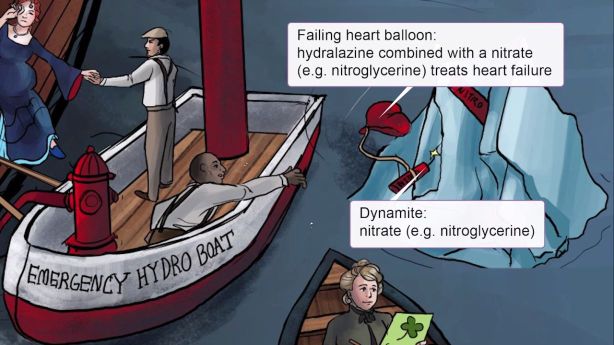 Failing heart balloon:
hydralazine combined with a nitrate
(e.g. nitroglycerine) treats heart failure
NITRO
Dynamite:
nitrate (e.g. nitroglycerine)
EMERGENCY HYDRO BOAT